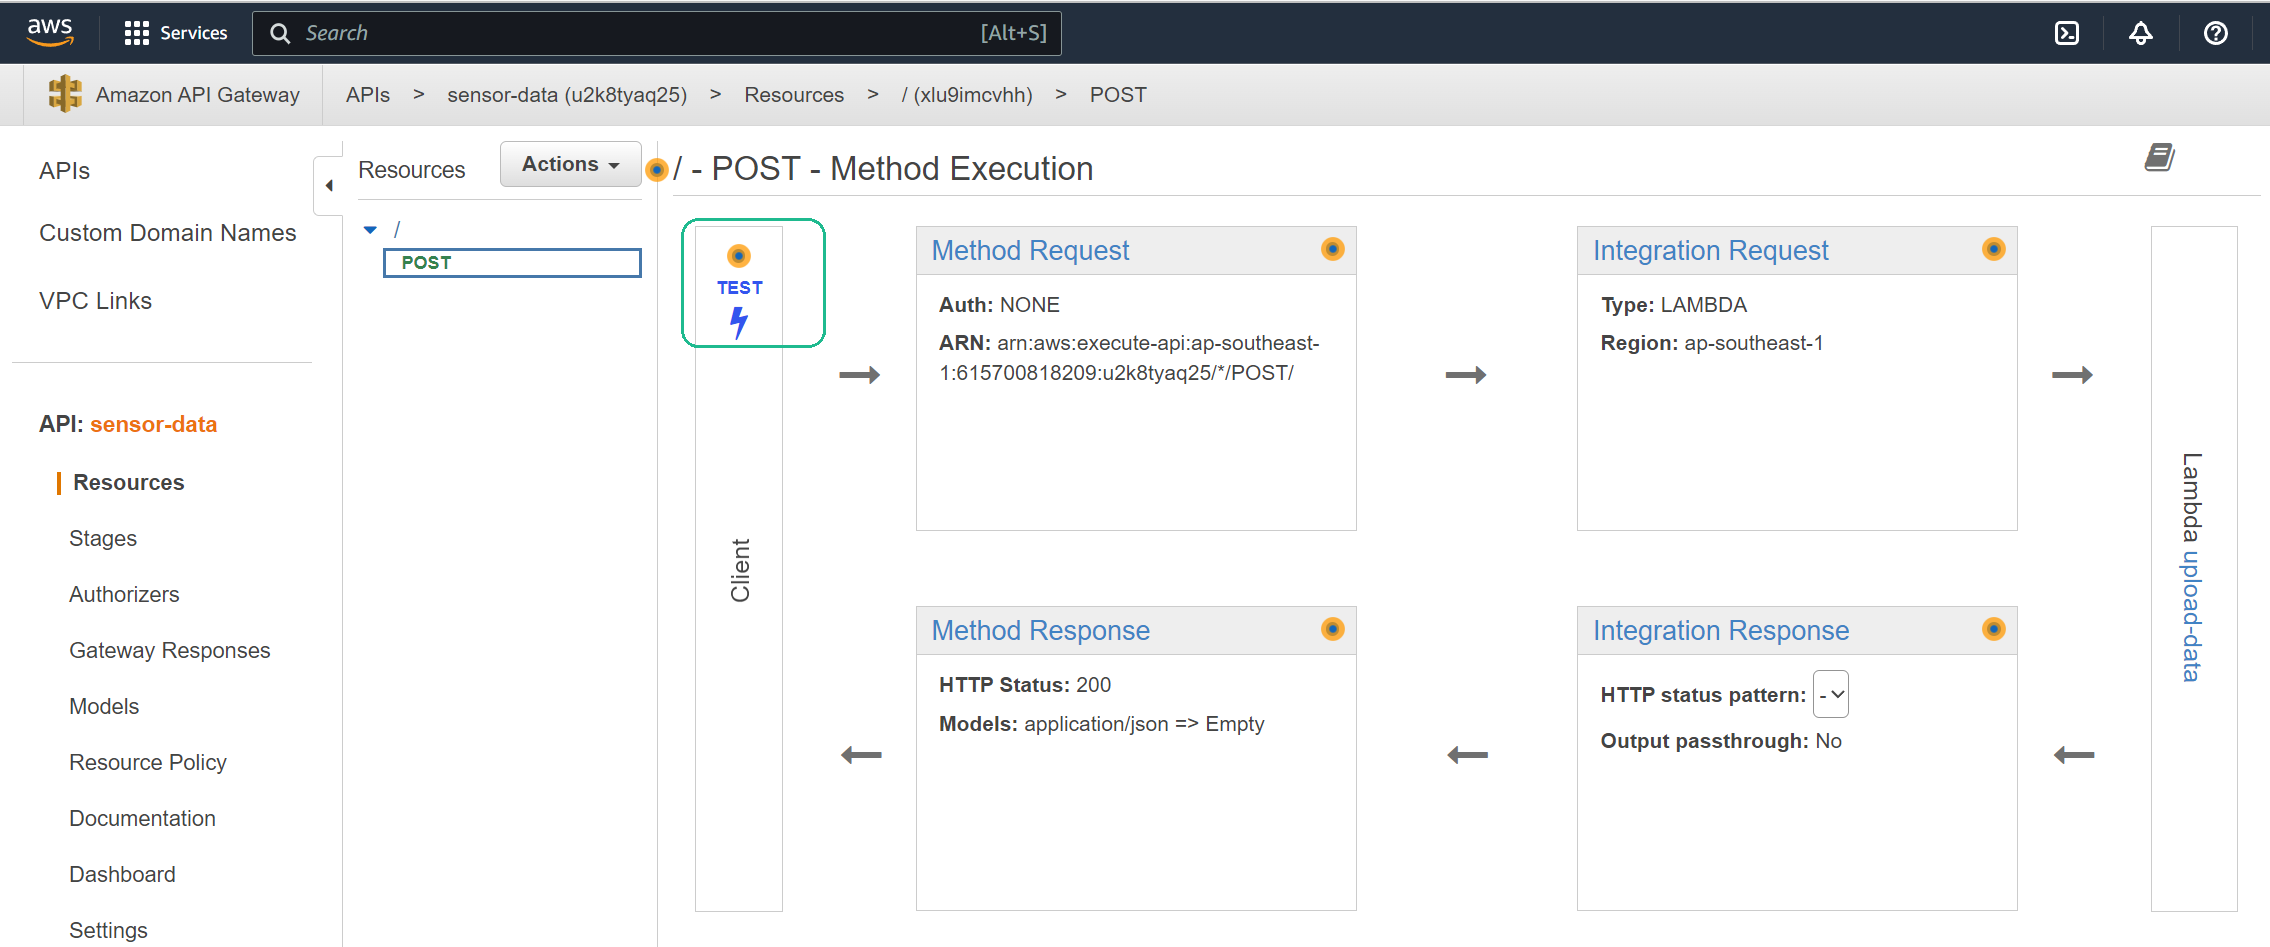 aws
Services
Search
[Alt+S]
Amazon API Gateway
APIs > sensor-data (u2k8tyaq25) > Resources > / (xlu9imcvhh) > POST
APIs
Custom Domain Names
VPC Links
API: sensor-data
Resources
Stages
Authorizers
Gateway Responses
Models
Resource Policy
Documentation
Dashboard
Settings
Resources
Actions
/
POST
/ - POST - Method Execution
TEST
Client
Method Request
Auth: NONE
ARN: arn:aws:execute-api:ap-southeast-
1:615700818209:u2k8tyaq25/*/POST/
Integration Request
Type: LAMBDA
Region: ap-southeast-1
Lambda upload-data
Method Response
HTTP Status: 200
Models: application/json => Empty
Integration Response
HTTP status pattern: -
Output passthrough: No